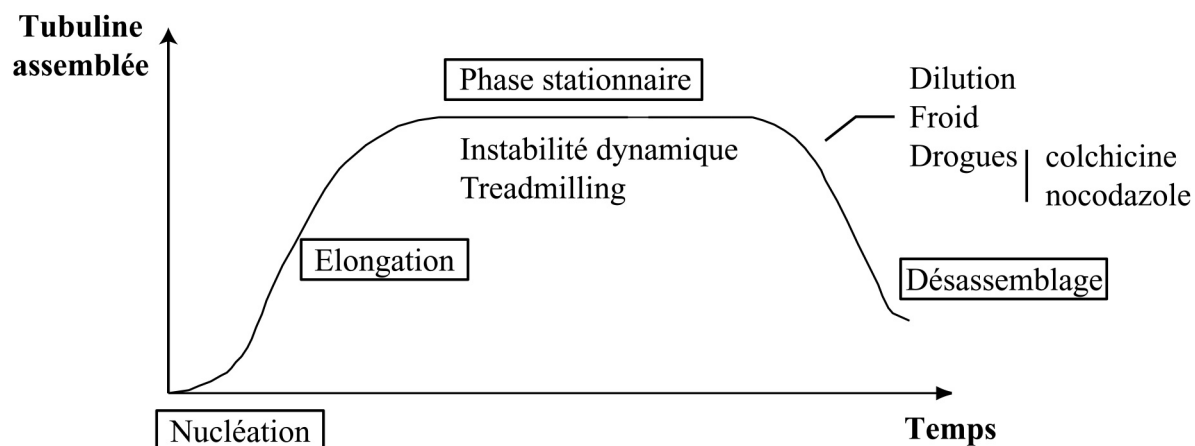 Tubuline
assemblée
Phase stationnaire
Instabilité dynamique
Treadmilling
Dilution
Froid
Drogues
colchicine
nocodazole
Elongation
Désassemblage
Nucléation
Temps